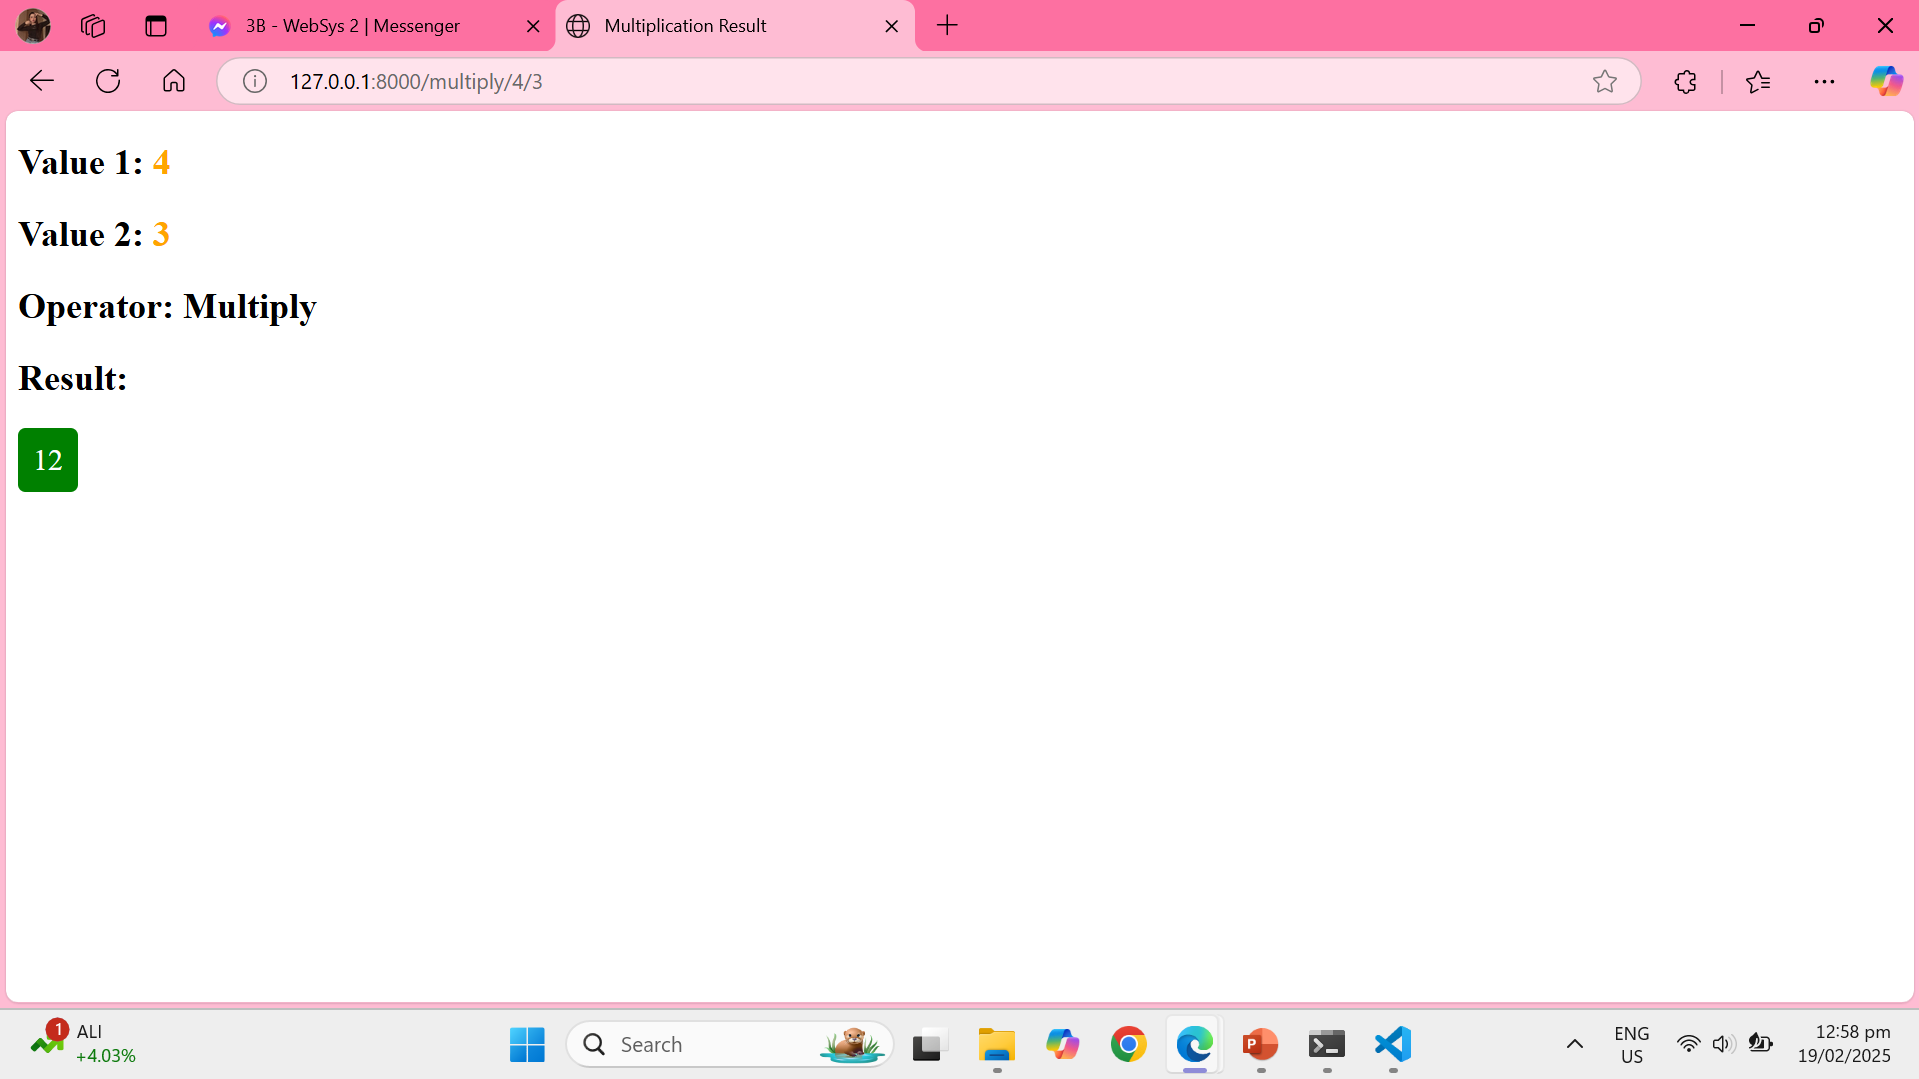 3B - WebSys 2 | Messenger
Multiplication Result
127.0.0.1:8000/multiply/4/3
Value 1: 4
Value 2: 3
Operator: Multiply
Result:
12
1
ALI
+4.03%
Search
P
ENG
US
12:58 pm
19/02/2025